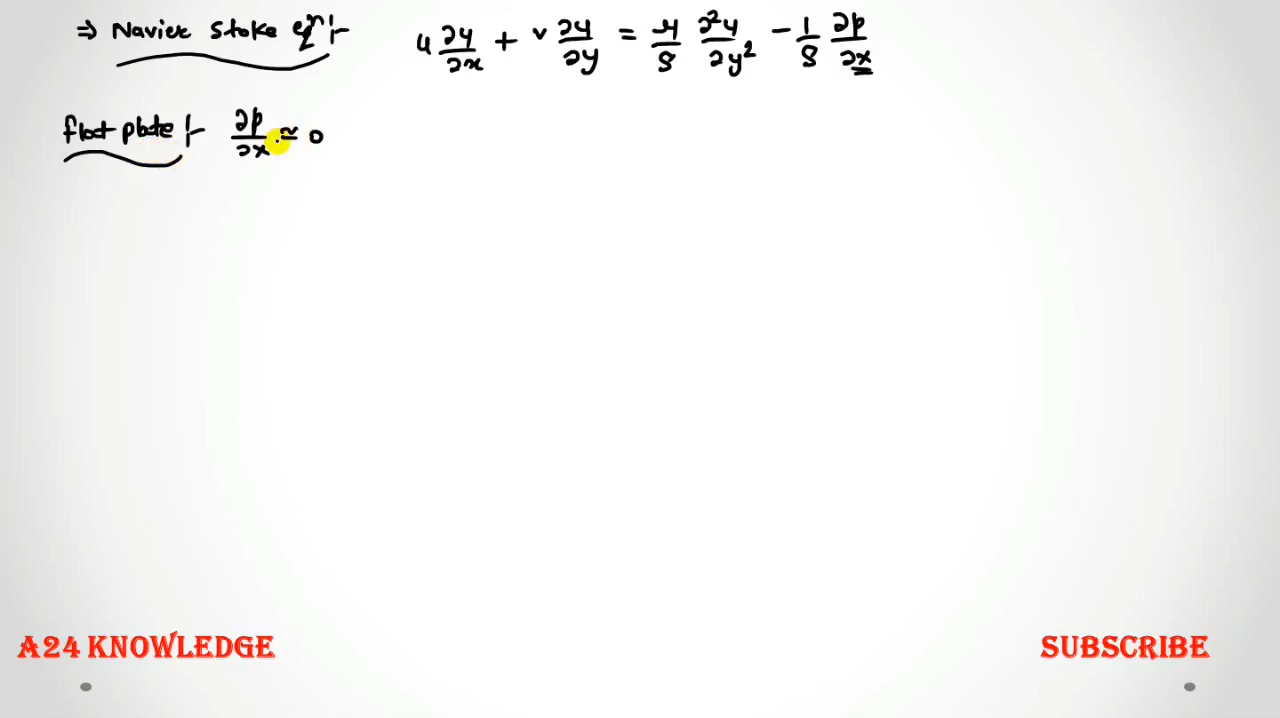 ⇒ Navier Stoke eqn :- u ∂u/∂x + v ∂u/∂y = μ/ρ ∂²u/∂y² - 1/ρ ∂p/∂x
flat plate :- ∂p/∂x ≈ 0
A24 KNOWLEDGE
SUBSCRIBE